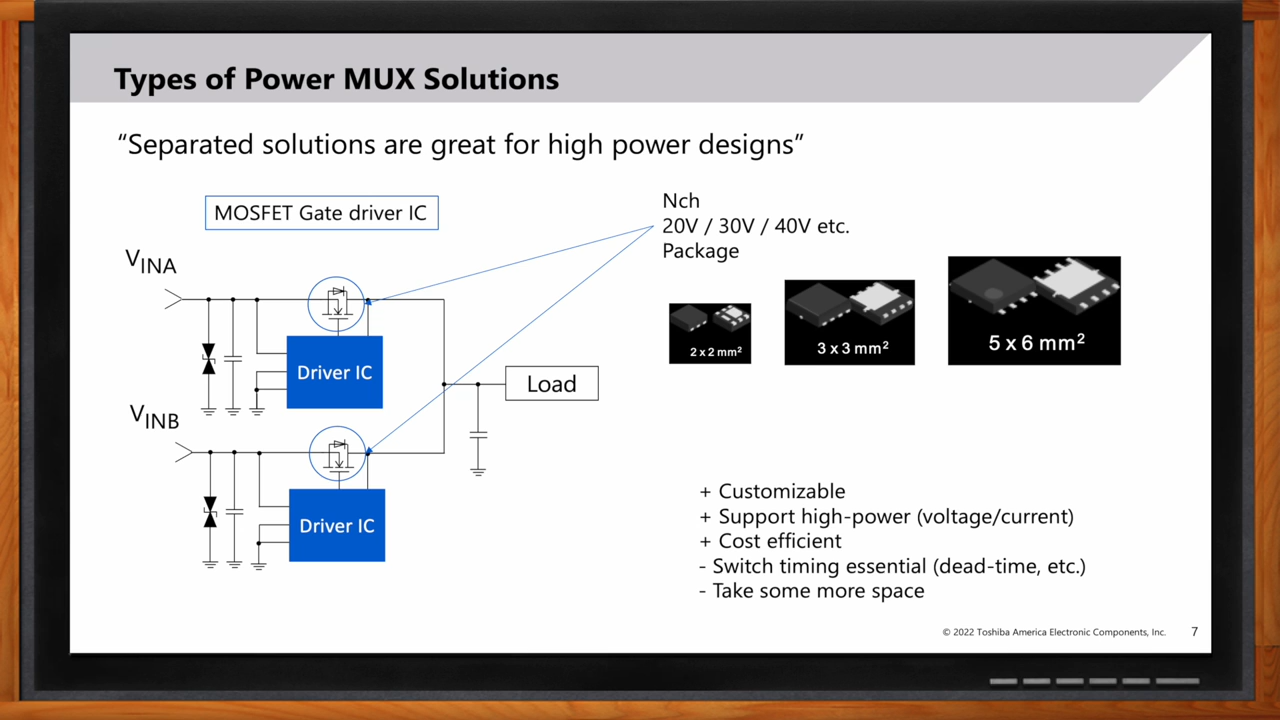 Types of Power MUX Solutions
“Separated solutions are great for high power designs”
MOSFET Gate driver IC
Nch
20V / 30V / 40V etc.
Package
VINA
Driver IC
2 x 2 mm²
3 x 3 mm²
5 x 6 mm²
Load
VINB
Driver IC
+ Customizable
+ Support high-power (voltage/current)
+ Cost efficient
- Switch timing essential (dead-time, etc.)
- Take some more space
© 2022 Toshiba America Electronic Components, Inc.
7